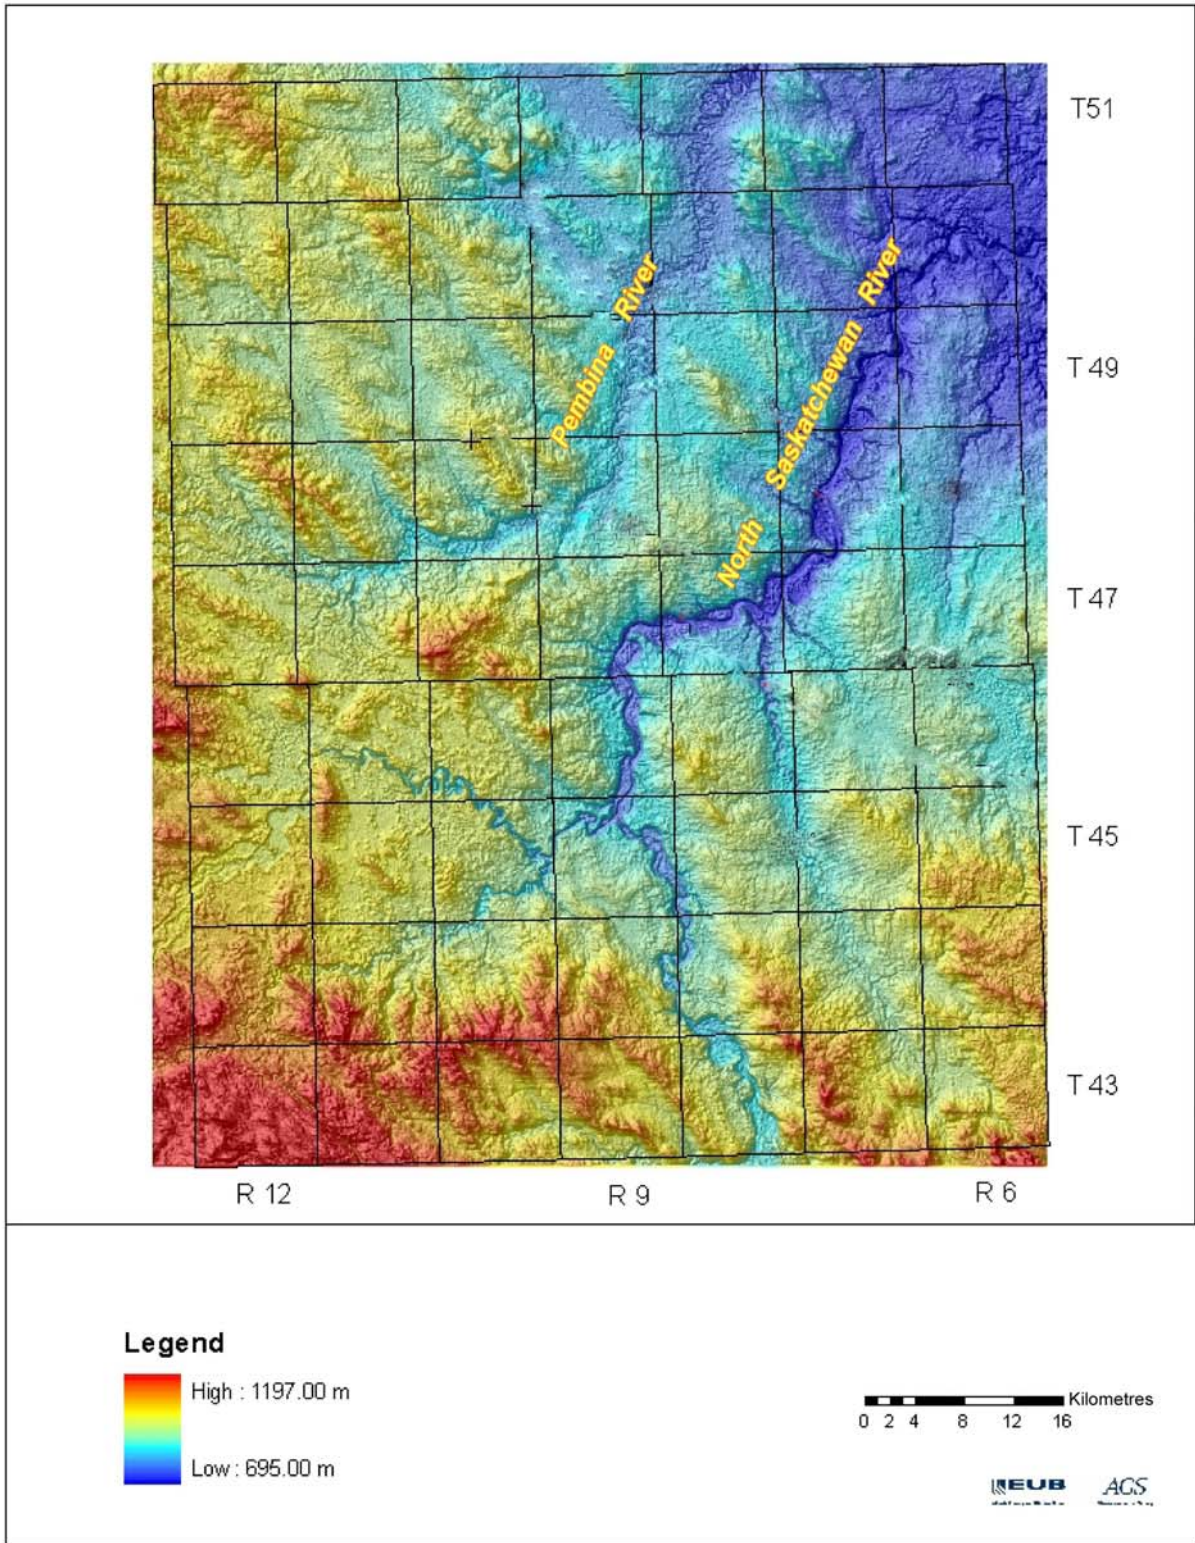 T51
Pembina River
North Saskatchewan River
T 49
T 47
T 45
T 43
R 12
R 9
R 6
Legend
High : 1197.00 m
Low : 695.00 m
Kilometres
0 2 4 8 12 16
EUB
AGS